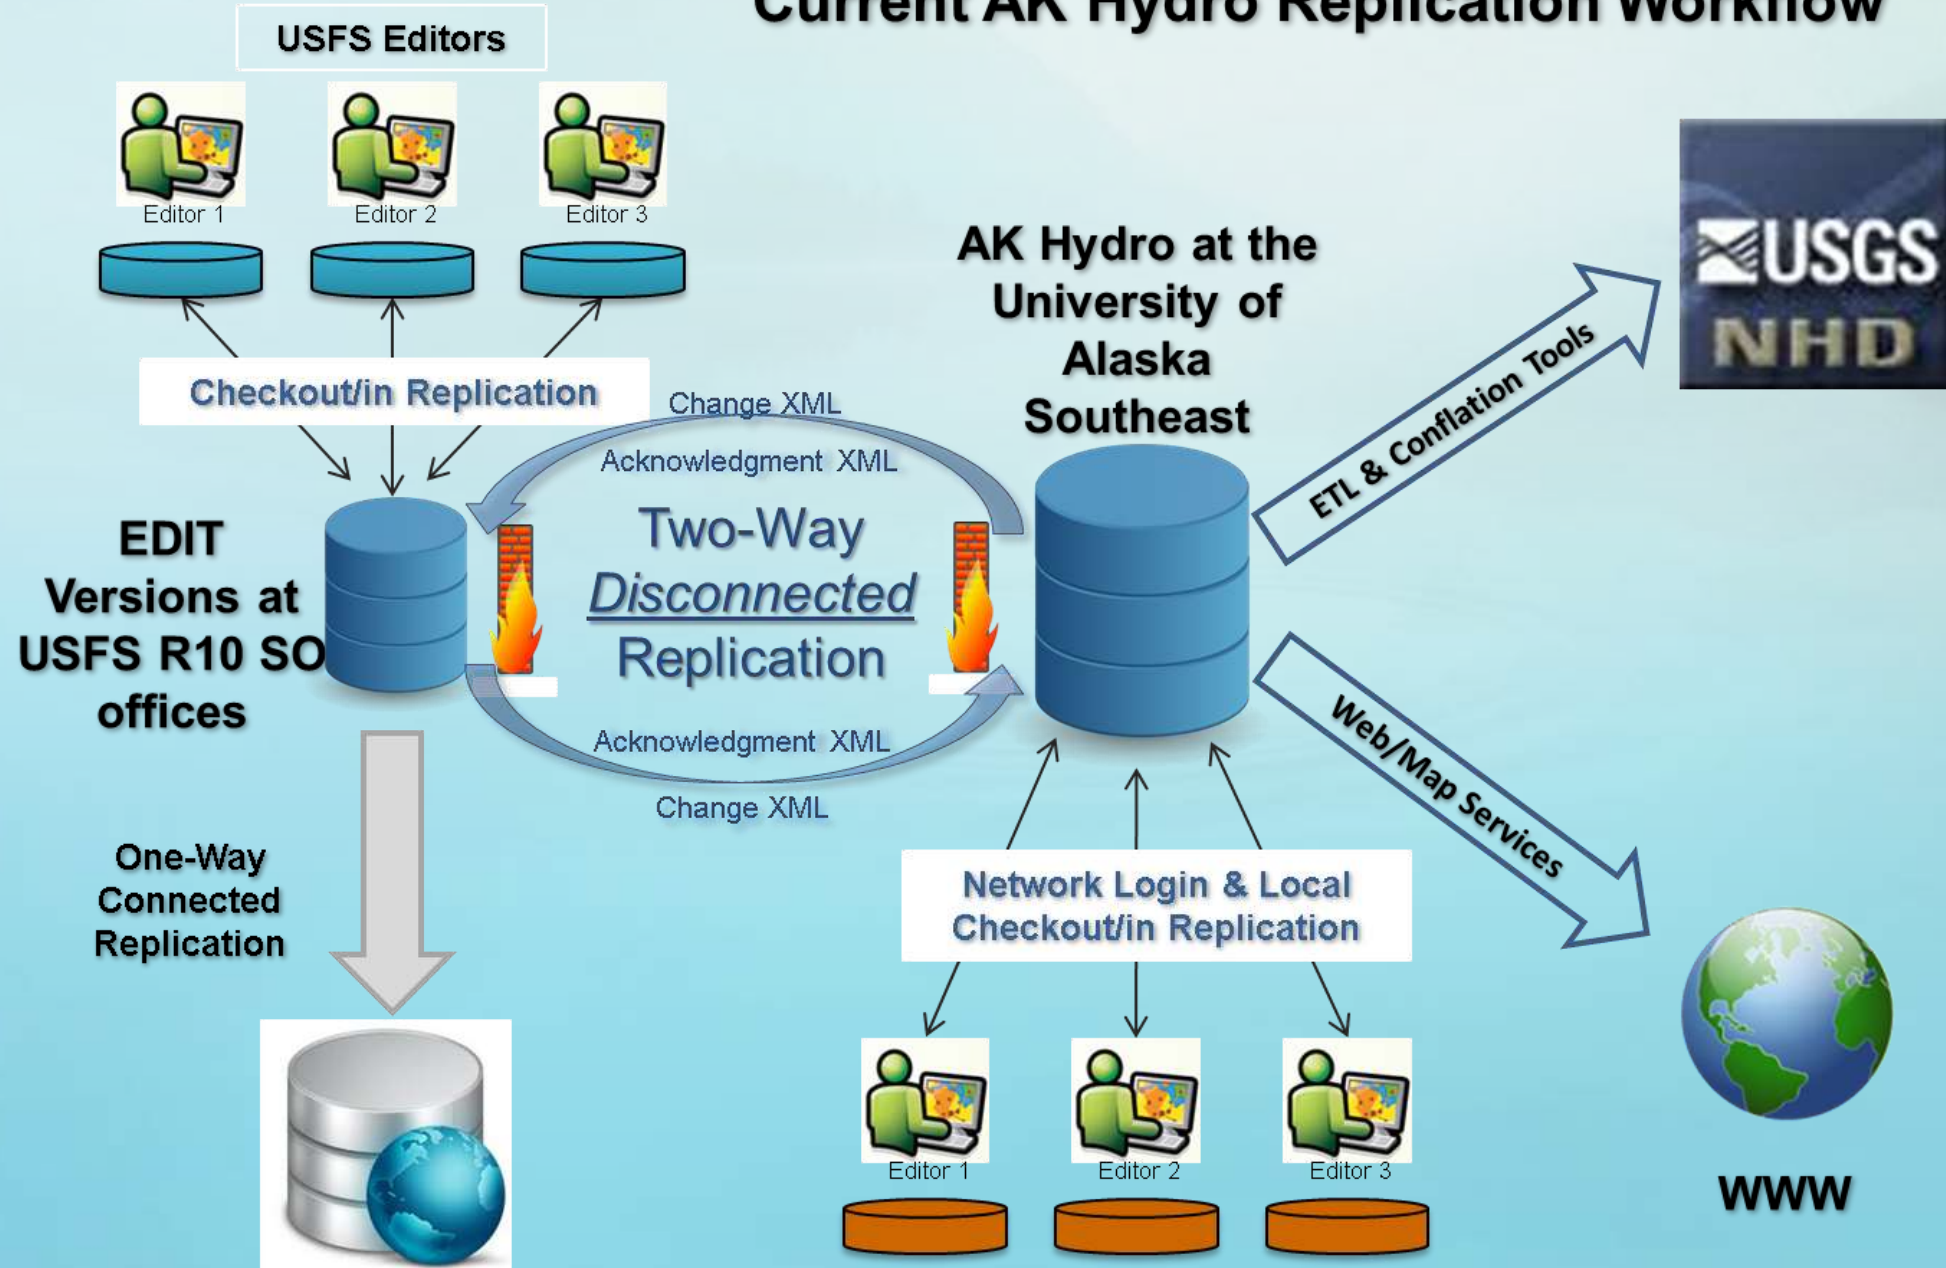 Current AK Hydro Replication Workflow
USFS Editors
Editor 1
Editor 2
Editor 3
Checkout/in Replication
EDIT
Versions at
USFS R10 SO
offices
Change XML
Acknowledgment XML
Two-Way
Disconnected
Replication
Acknowledgment XML
Change XML
AK Hydro at the
University of
Alaska
Southeast
ETL & Conflation Tools
USGS
NHD
Web/Map Services
WWW
One-Way
Connected
Replication
Network Login & Local
Checkout/in Replication
Editor 1
Editor 2
Editor 3